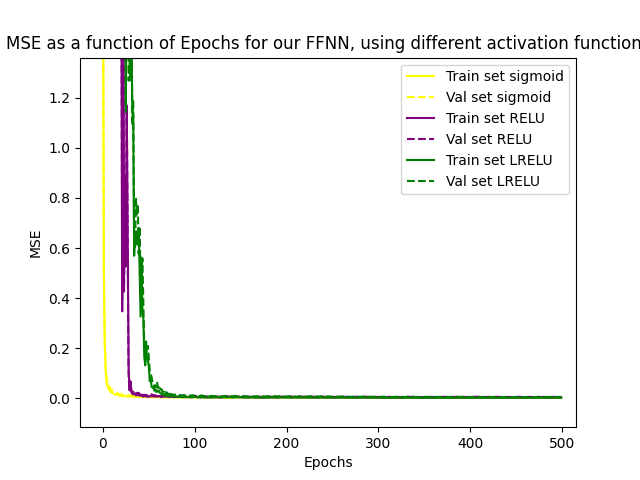 MSE as a function of Epochs for our FFNN, using different activation function
Train set sigmoid
Val set sigmoid
Train set RELU
Val set RELU
Train set LRELU
Val set LRELU
MSE
1.2
1.0
0.8
0.6
0.4
0.2
0.0
0 100 200 300 400 500
Epochs